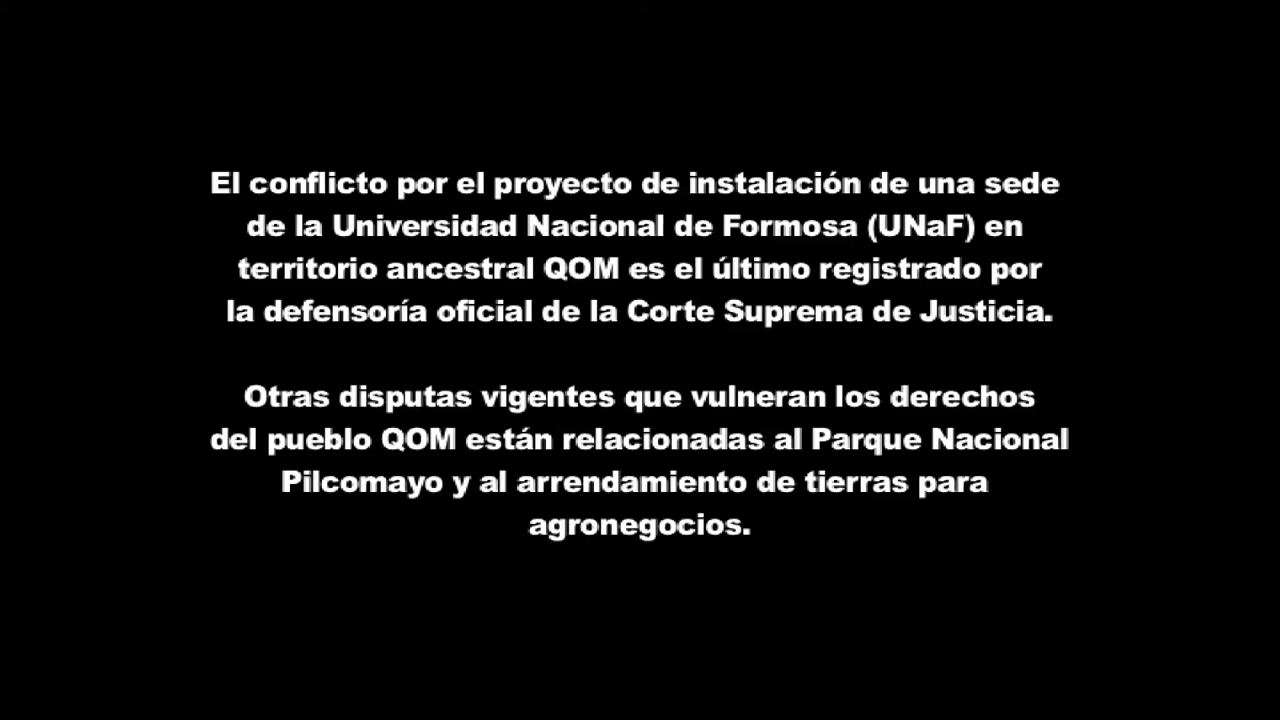 El conflicto por el proyecto de instalación de una sede
de la Universidad Nacional de Formosa (UNaF) en
territorio ancestral QOM es el último registrado por
la defensoría oficial de la Corte Suprema de Justicia.
Otras disputas vigentes que vulneran los derechos
del pueblo QOM están relacionadas al Parque Nacional
Pilcomayo y al arrendamiento de tierras para
agronegocios.